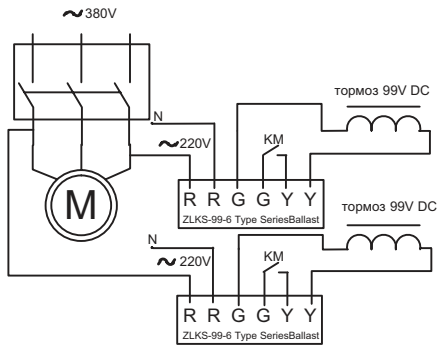 ~380V
тормоз 99V DC
N
~220V
KM
R R G G Y Y
ZLKS-99-6 Type SeriesBallast
M
тормоз 99V DC
N
~220V
KM
R R G G Y Y
ZLKS-99-6 Type SeriesBallast